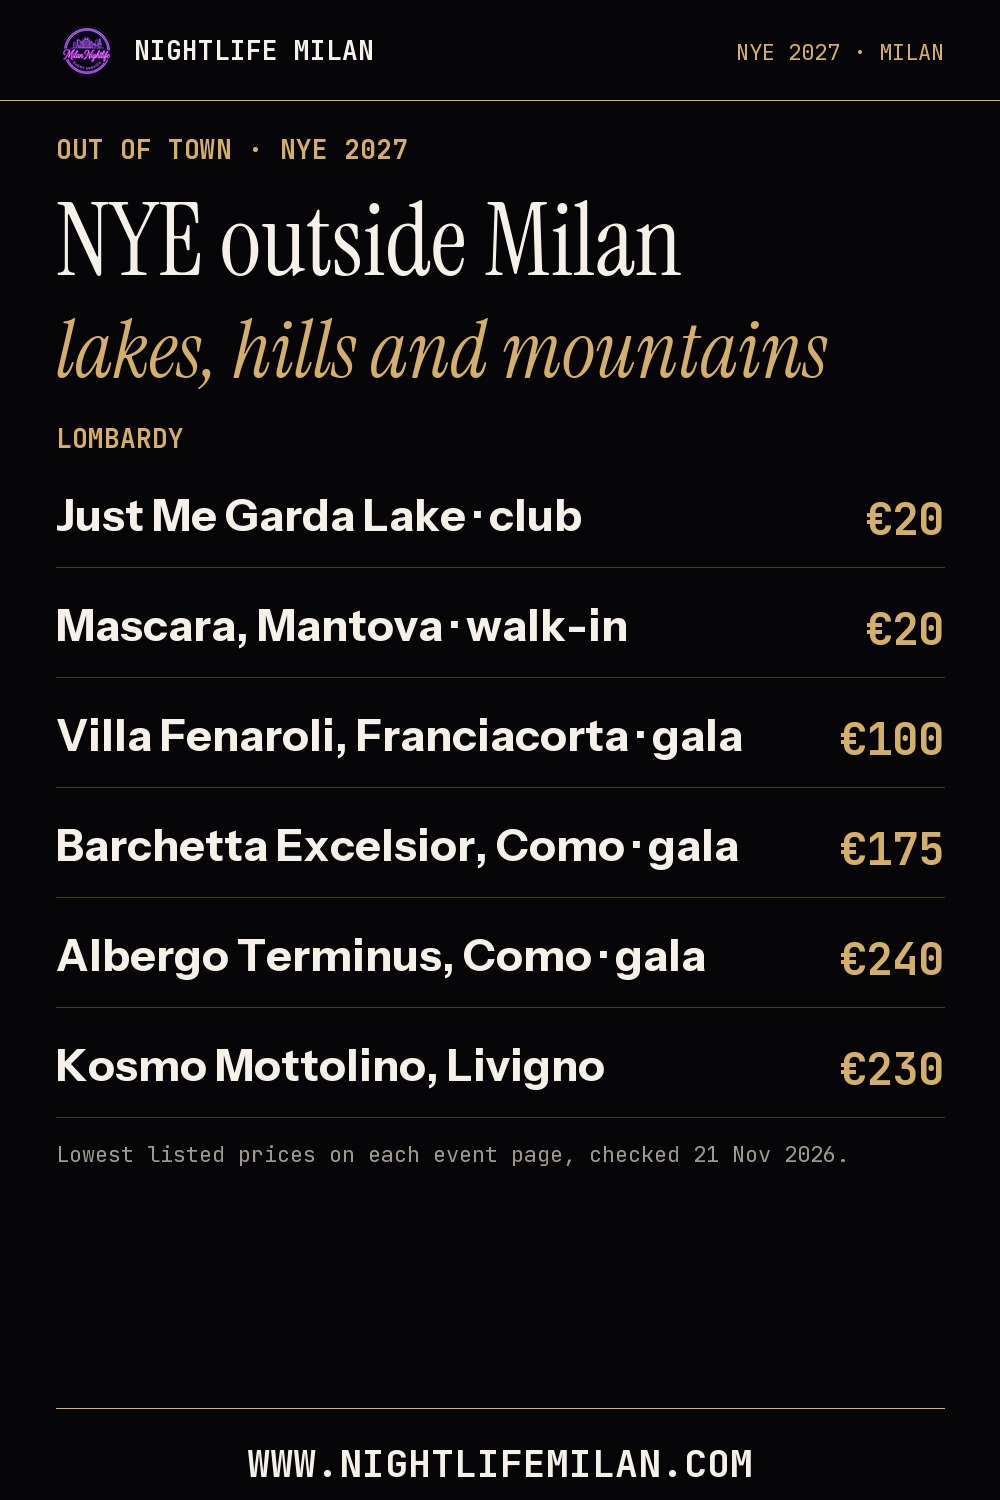 Milan Nightlife
NIGHTLIFE MILAN
NYE 2027 · MILAN
OUT OF TOWN · NYE 2027
NYE outside Milan
lakes, hills and mountains
LOMBARDY
Just Me Garda Lake · club €20
Mascara, Mantova · walk-in €20
Villa Fenaroli, Franciacorta · gala €100
Barchetta Excelsior, Como · gala €175
Albergo Terminus, Como · gala €240
Kosmo Mottolino, Livigno €230
Lowest listed prices on each event page, checked 21 Nov 2026.
WWW.NIGHTLIFEMILAN.COM